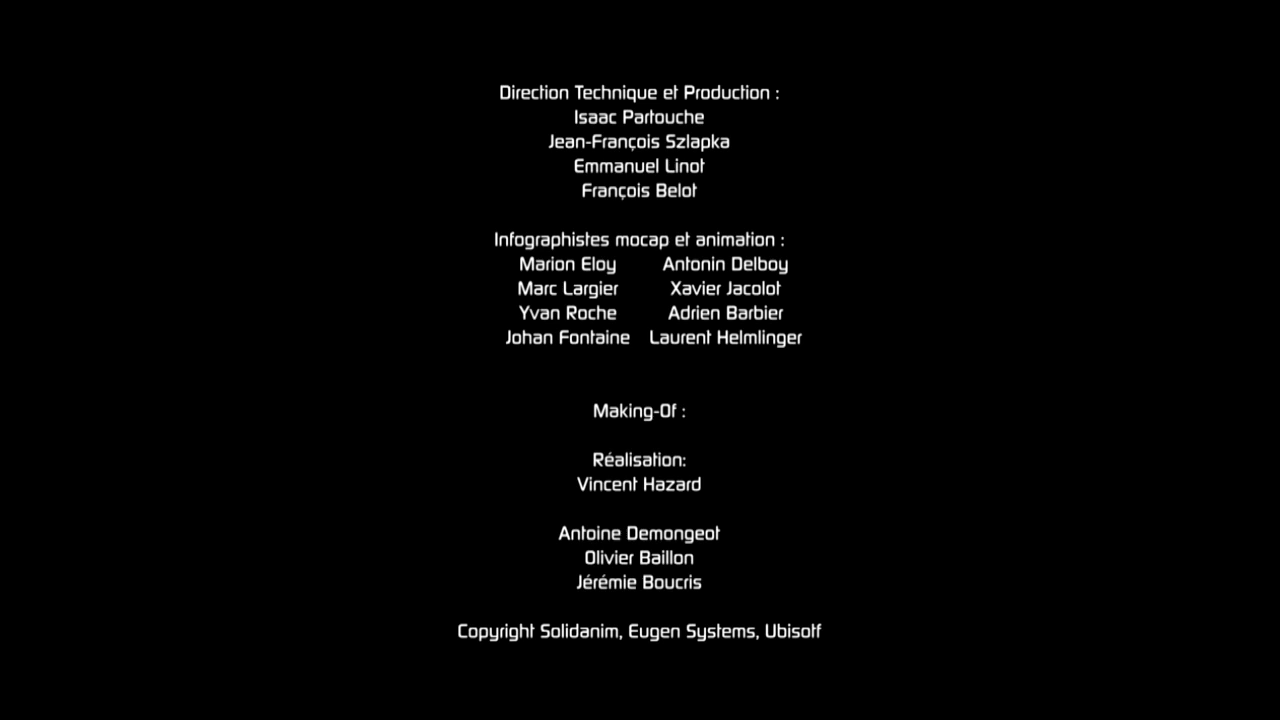 Direction Technique et Production :
Isaac Partouche
Jean-François Szlapka
Emmanuel Linot
François Belot
Infographistes mocap et animation :
Marion Eloy Antonin Delboy
Marc Largier Xavier Jacolot
Yvan Roche Adrien Barbier
Johan Fontaine Laurent Helmlinger
Making-Of :
Réalisation:
Vincent Hazard
Antoine Demongeot
Olivier Baillon
Jérémie Boucris
Copyright Solidanim, Eugen Systems, Ubisotf